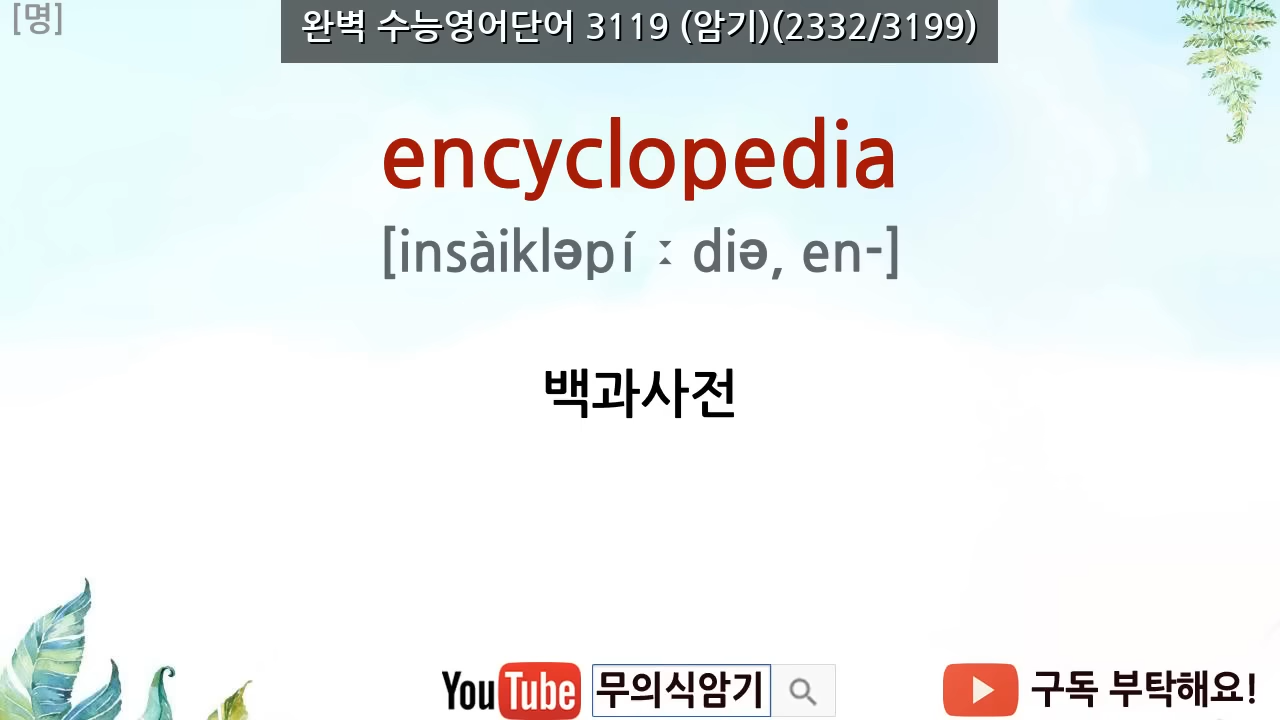 [명]
완벽 수능영어단어 3119 (암기)(2332/3199)
encyclopedia
[insàikləpíːdiə, en-]
백과사전
YouTube 무의식암기 구독 부탁해요!